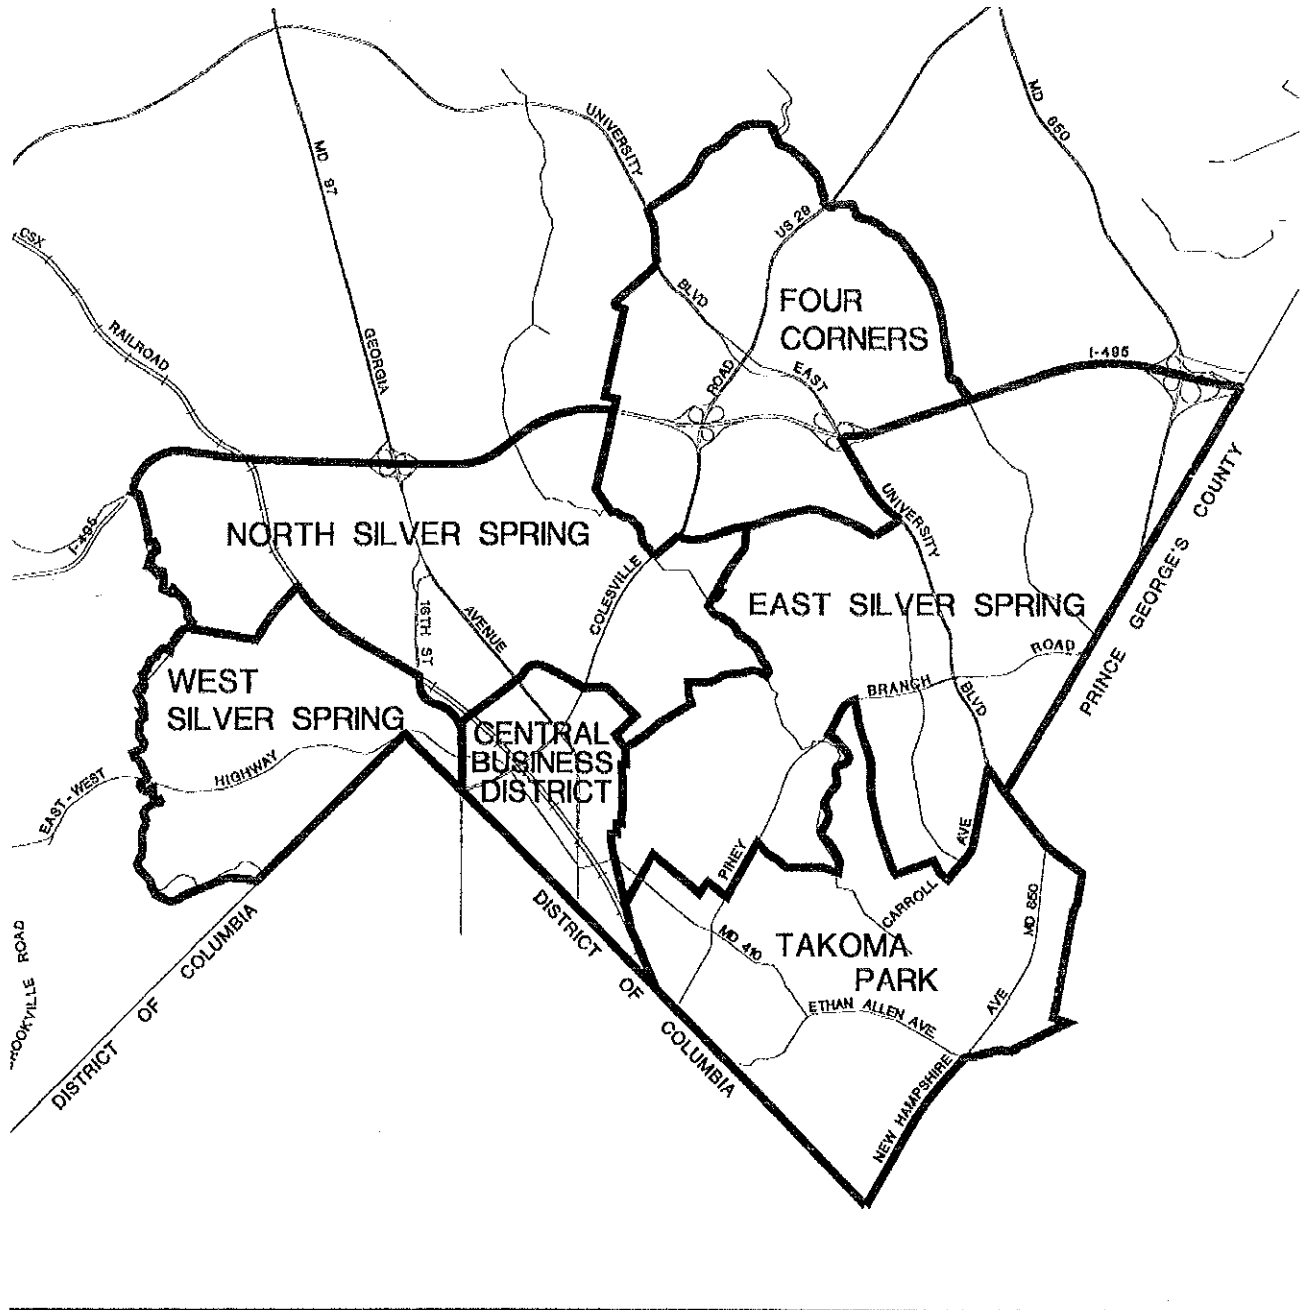 MD 650
UNIVERSITY
MD 97
US 29
CSX
BLVD
FOUR
CORNERS
RAILROAD
GEORGIA
I-495
ROAD
EAST
PRINCE GEORGE'S COUNTY
UNIVERSITY
I-495
NORTH SILVER SPRING
COLESVILLE
16TH ST
AVENUE
EAST SILVER SPRING
ROAD
BRANCH
BLVD
WEST
SILVER SPRING
CENTRAL
BUSINESS
DISTRICT
HIGHWAY
EAST-WEST
AVE
PINEY
CARROLL
MD 650
DISTRICT OF COLUMBIA
DISTRICT OF COLUMBIA
MD 410
TAKOMA
PARK
ROOKVILLE ROAD
ETHAN ALLEN AVE
AVE
NEW HAMPSHIRE